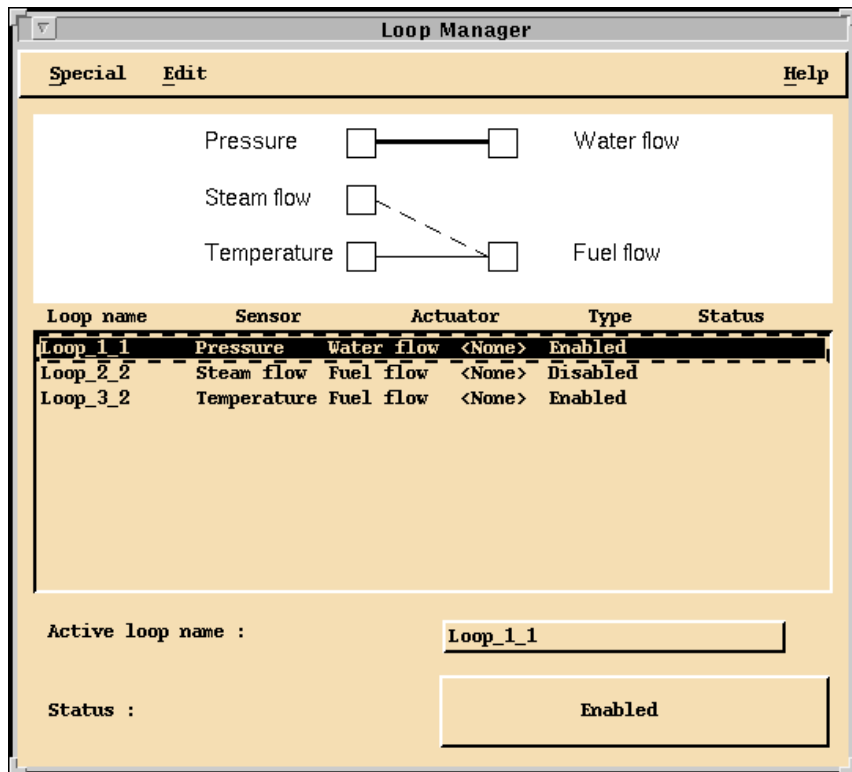 Loop Manager
Special Edit Help
Pressure Water flow
Steam flow
Temperature Fuel flow
Loop name Sensor Actuator Type Status
Loop_1_1 Pressure Water flow <None> Enabled
Loop_2_2 Steam flow Fuel flow <None> Disabled
Loop_3_2 Temperature Fuel flow <None> Enabled
Active loop name : Loop_1_1
Status : Enabled